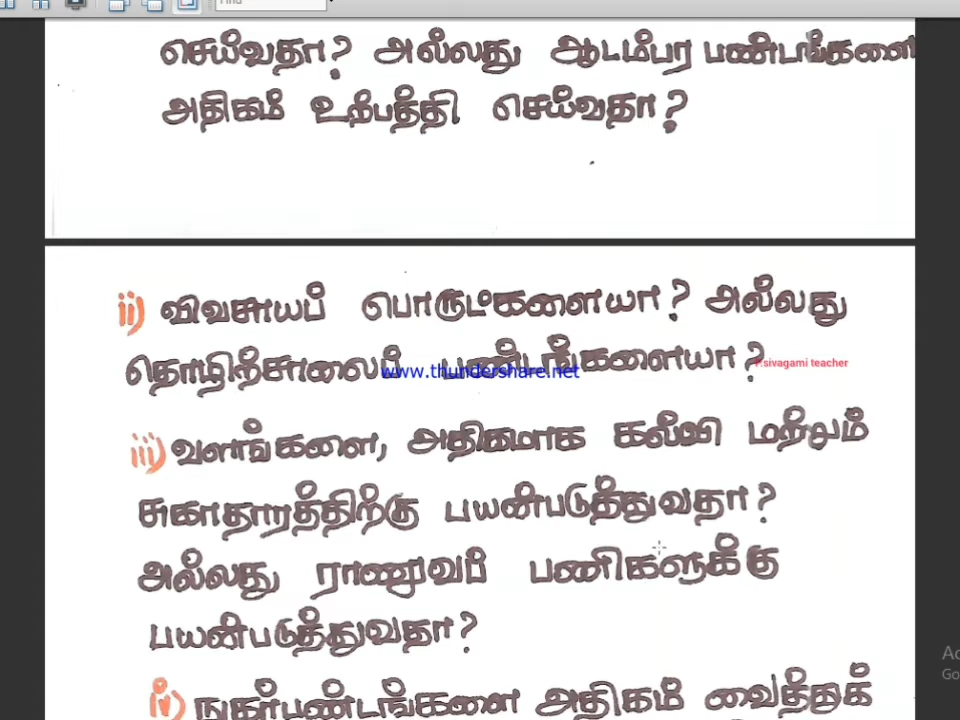 Find
செய்வதா? அல்லது ஆடம்பர பண்டங்களை
அதிகம் உற்பத்தி செய்வதா?
ii) விவசாயப் பொருட்களையா? அல்லது
தொழிற்சாலைப் பண்டங்களையா?
www.thundershare.net
sivagami teacher
iii) வளங்களை, அதிகமாக கல்வி மற்றும்
சுகாதாரத்திற்கு பயன்படுத்துவதா?
அல்லது ராணுவப் பணிகளுக்கு
பயன்படுத்துவதா?
iv) நுகர்பண்டங்களை அதிகம் வைத்துக்